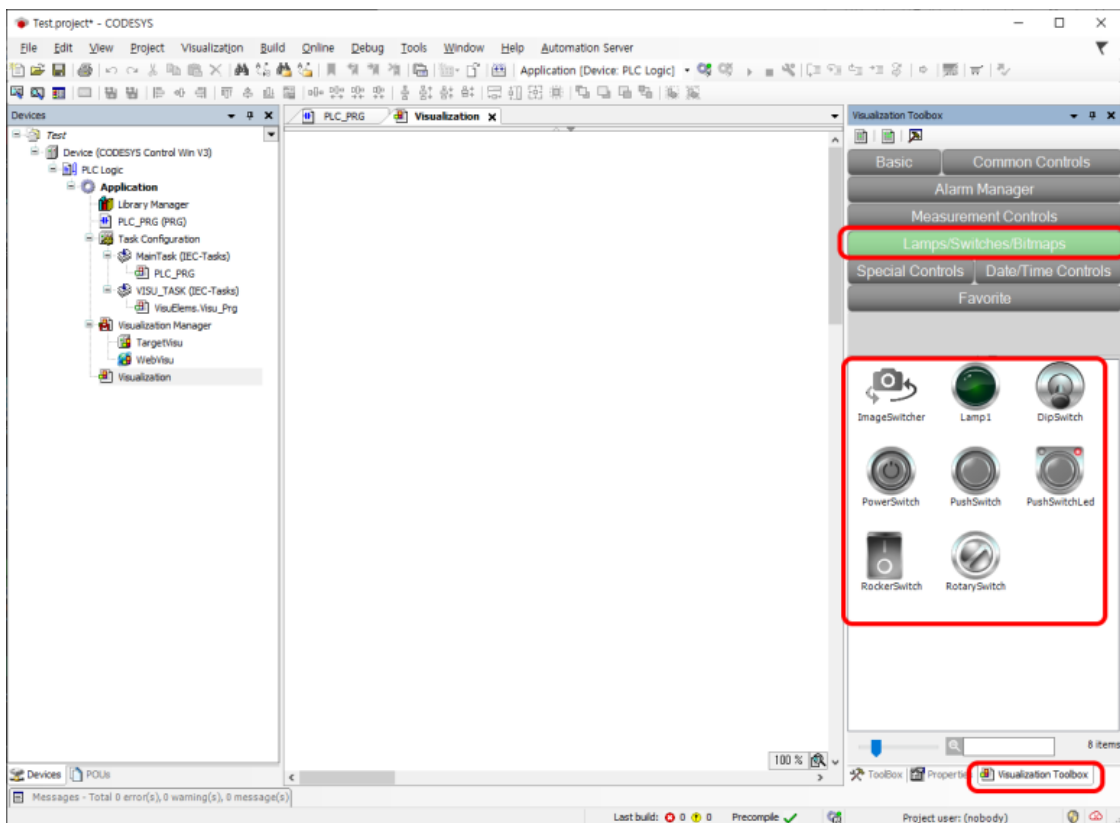 Test.project* - CODESYS
File Edit View Project Visualization Build Online Debug Tools Window Help Automation Server
Application [Device: PLC Logic]
Devices
PLC_PRG Visualization
Visualization Toolbox
Test
Device (CODESYS Control Win V3)
PLC Logic
Application
Library Manager
PLC_PRG (PRG)
Task Configuration
MainTask (IEC-Tasks)
PLC_PRG
VISU_TASK (IEC-Tasks)
VisuElems.Visu_Prg
Visualization Manager
TargetVisu
WebVisu
Visualization
Basic Common Controls
Alarm Manager
Measurement Controls
Lamps/Switches/Bitmaps
Special Controls Date/Time Controls
Favorite
ImageSwitcher Lamp1 DipSwitch
PowerSwitch PushSwitch PushSwitchLed
RockerSwitch RotarySwitch
8 items
100 %
Devices POUs
ToolBox Properties Visualization Toolbox
Messages - Total 0 error(s), 0 warning(s), 0 message(s)
Last build: 0 0 Precompile Project user: (nobody)